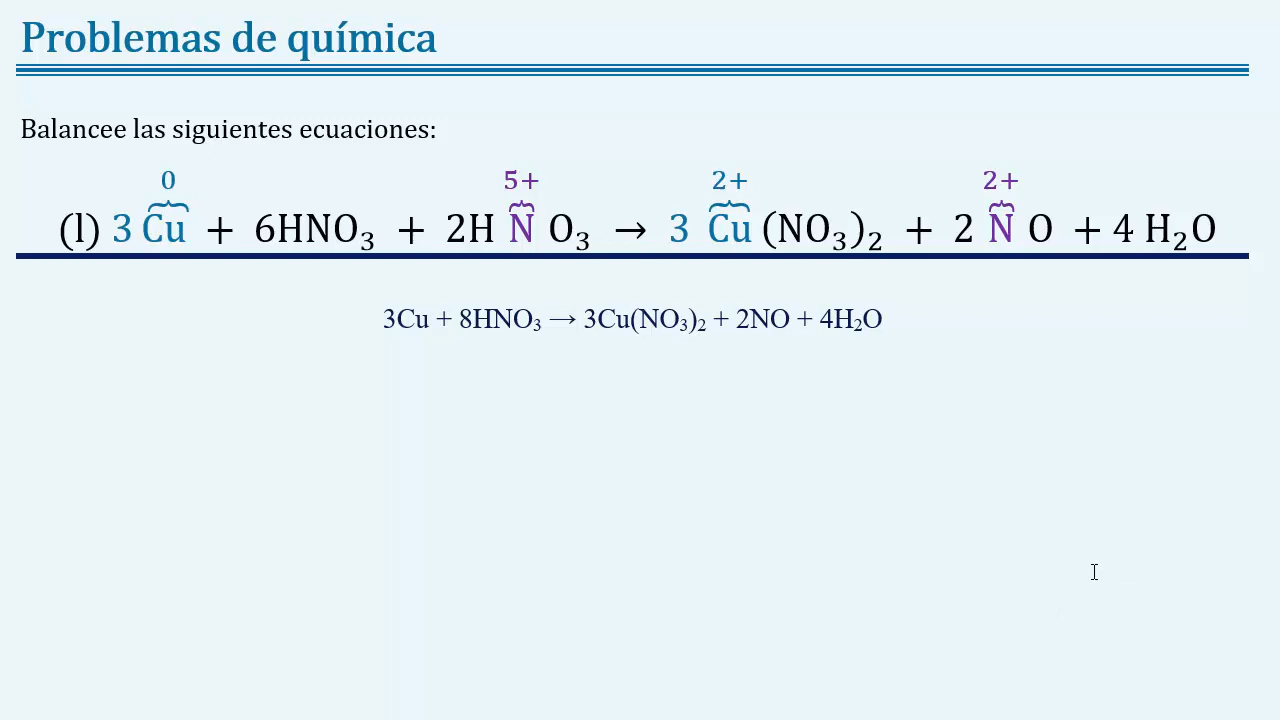 Problemas de química
Balancee las siguientes ecuaciones:
0 5+ 2+ 2+
(l) 3 Cu + 6HNO₃ + 2H N O₃ → 3 Cu (NO₃)₂ + 2 N O + 4 H₂O
3Cu + 8HNO₃ → 3Cu(NO₃)₂ + 2NO + 4H₂O